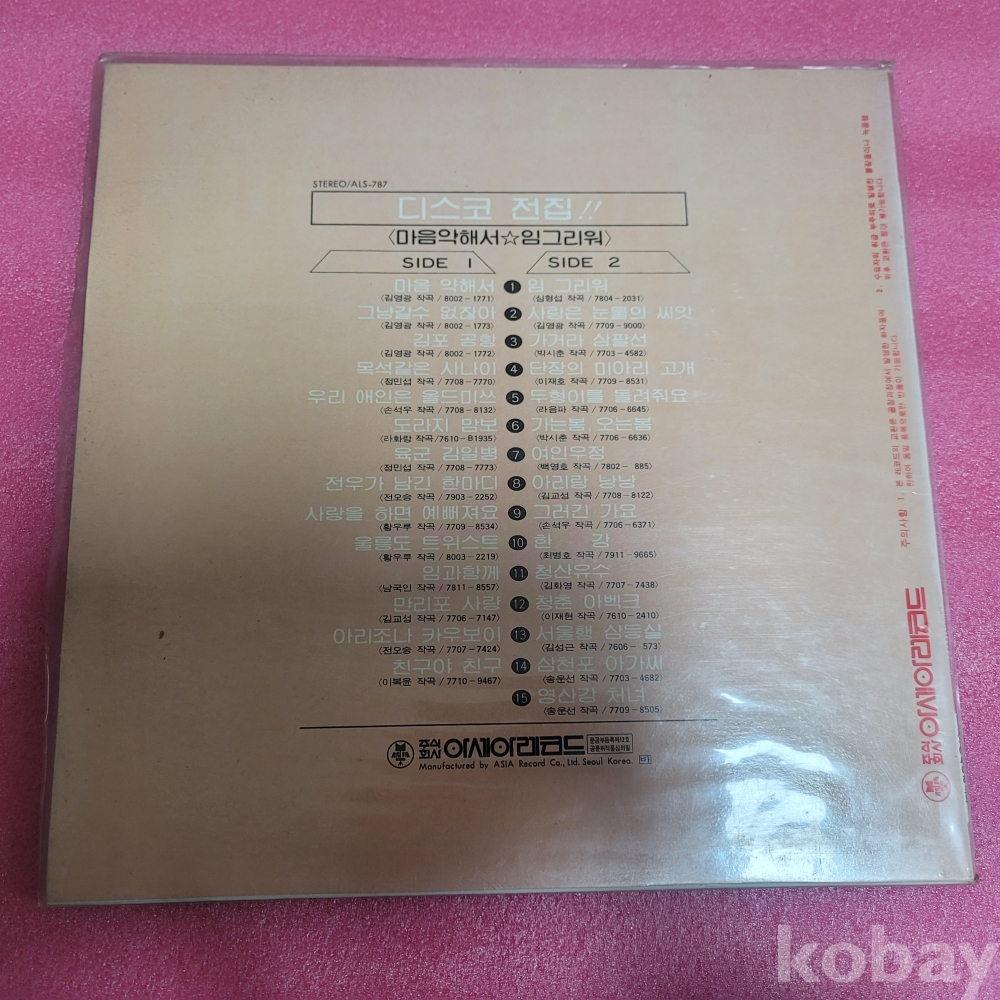 STEREO/ALS-787
디스코 전집!!
〈마음악해서☆임그리워〉
SIDE 1
마음 약해서
(김영광 작곡/8002-1771)
그냥갈수 없잖아
(김영광 작곡/8002-1773)
김포 공항
(김영광 작곡/8002-1772)
목석같은 사나이
(정민섭 작곡/7708-7770)
우리 애인은 올드미쓰
(손석우 작곡/7708-8132)
도라지 맘보
(라화랑 작곡/7610-B1935)
육군 김일병
(정민섭 작곡/7708-7773)
전우가 남긴 한마디
(전오승 작곡/7903-2252)
사랑을 하면 예뻐져요
(황우루 작곡/7709-8534)
울릉도 트위스트
(황우루 작곡/8003-2219)
임과함께
(남국인 작곡/7811-8557)
만리포 사랑
(김교성 작곡/7706-7147)
아리조나 카우보이
(전오승 작곡/7707-7424)
친구야 친구
(이복윤 작곡/7710-9467)
1
2
3
4
5
6
7
8
9
10
11
12
13
14
15
SIDE 2
임 그리워
(심형섭 작곡/7804-2031)
사랑은 눈물의 씨앗
(김영광 작곡/7709-9000)
가거라 삼팔선
(박시춘 작곡/7703-4582)
단장의 미아리 고개
(이재호 작곡/7709-8531)
두형이를 돌려줘요
(라음파 작곡/7706-6645)
가는봄, 오는봄
(박시춘 작곡/7706-6636)
여인우정
(백영호 작곡/7802- 885)
아리랑 낭낭
(김교성 작곡/7708-8122)
그러긴 가요
(손석우 작곡/7706-6371)
한 강
(최병호 작곡/7911-9665)
청산유수
(김화영 작곡/7707-7438)
청춘 아벡크
(이재현 작곡/7610-2410)
서울행 삼등실
(김성근 작곡/7606- 573)
삼천포 아가씨
(송운선 작곡/7703-4682)
영산강 처녀
(송운선 작곡/7709-8505)
ASIA
주식회사 아세아레코드
Manufactured by ASIA Record Co., Ltd. Seoul Korea.
바
주의사항
주식회사 아세아레코드
kobay